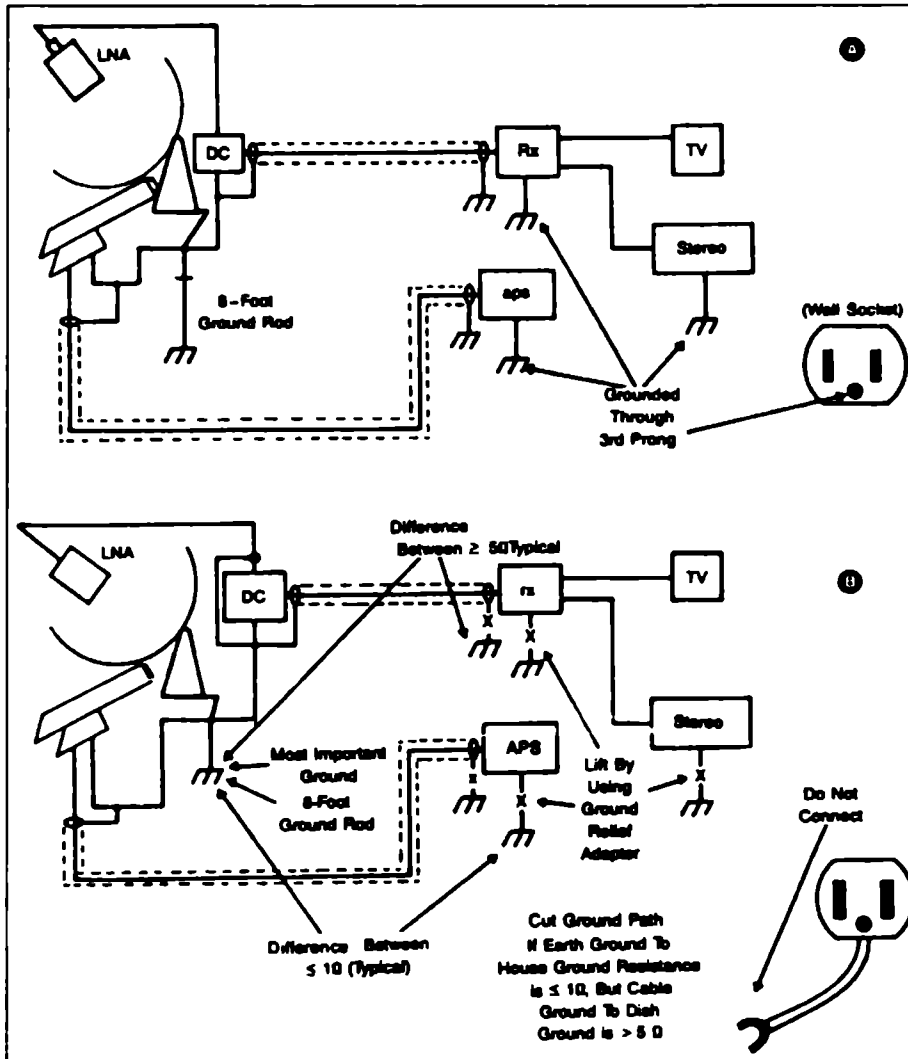 A
LNA
DC
Rx
TV
Stereo
8-Foot
Ground Rod
aps
(Wall Socket)
Grounded
Through
3rd Prong
B
Difference
Between ≥ 5Ω Typical
LNA
DC
rx
TV
Stereo
Most Important
Ground
8-Foot
Ground Rod
APS
Lift By
Using
Ground
Relief
Adapter
Do Not
Connect
Difference Between
≤ 1Ω (Typical)
Cut Ground Path
If Earth Ground To
House Ground Resistance
is ≤ 1Ω, But Cable
Ground To Dish
Ground is > 5 Ω